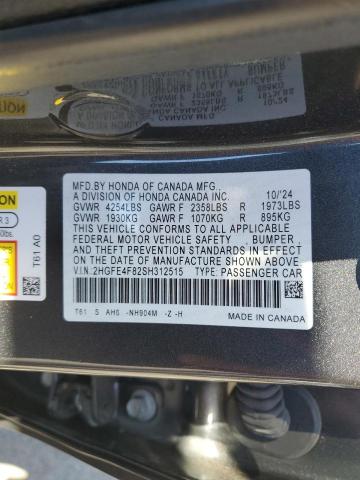 MFD.BY HONDA OF CANADA MFG.,
A DIVISION OF HONDA CANADA INC. 10/'24
GVWR 4254LBS GAWR F 2358LBS R 1973LBS
GVWR 1930KG GAWR F 1070KG R 895KG
THIS VEHICLE CONFORMS TO ALL APPLICABLE
FEDERAL MOTOR VEHICLE SAFETY, BUMPER,
AND THEFT PREVENTION STANDARDS IN EFFECT
ON THE DATE OF MANUFACTURE SHOWN ABOVE.
V.I.N.:2HGFE4F82SH312515 TYPE: PASSENGER CAR
T61 S AH6 -NH904M -Z -H
MADE IN CANADA
T61 A0
R 3